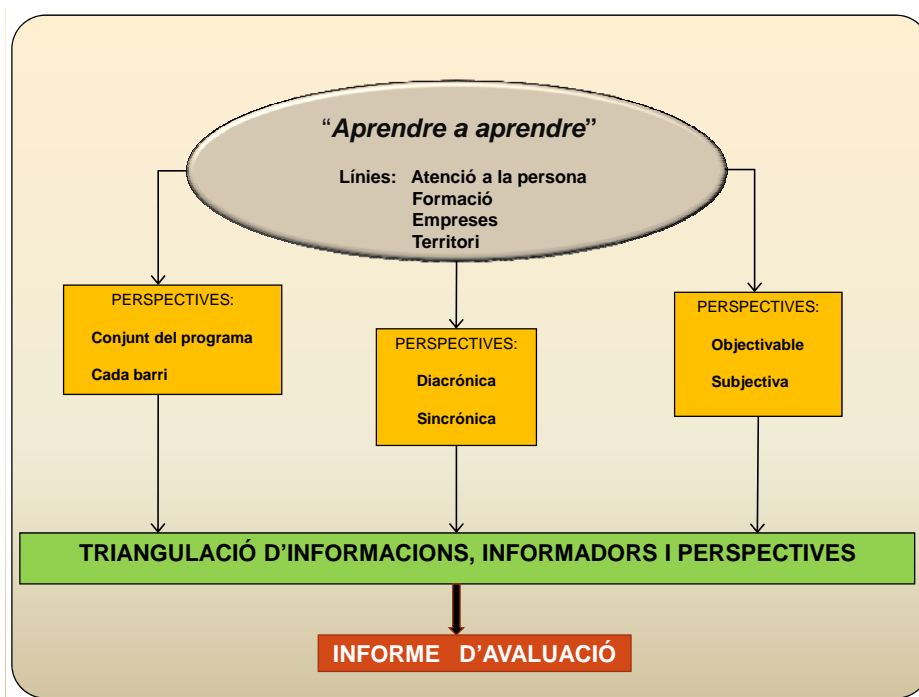 “Aprendre a aprendre”
Línies: Atenció a la persona
Formació
Empreses
Territori
PERSPECTIVES:
Conjunt del programa
Cada barri
PERSPECTIVES:
Diacrónica
Sincrónica
PERSPECTIVES:
Objectivable
Subjectiva
TRIANGULACIÓ D’INFORMACIONS, INFORMADORS I PERSPECTIVES
INFORME D’AVALUACIÓ